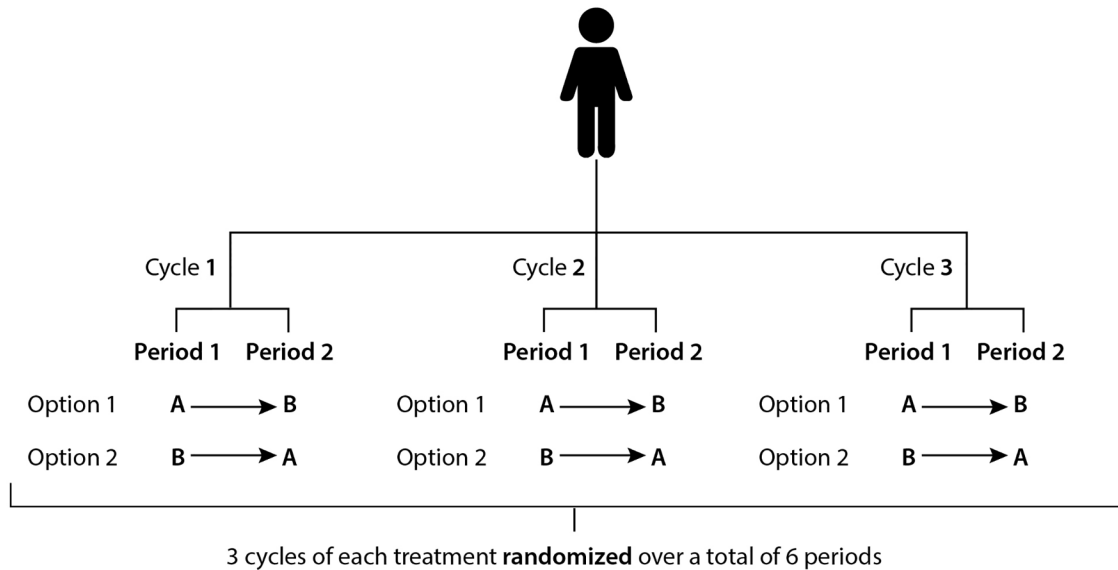 Cycle 1 Cycle 2 Cycle 3
Period 1 Period 2 Period 1 Period 2 Period 1 Period 2
Option 1 A B Option 1 A B Option 1 A B
Option 2 B A Option 2 B A Option 2 B A
3 cycles of each treatment randomized over a total of 6 periods